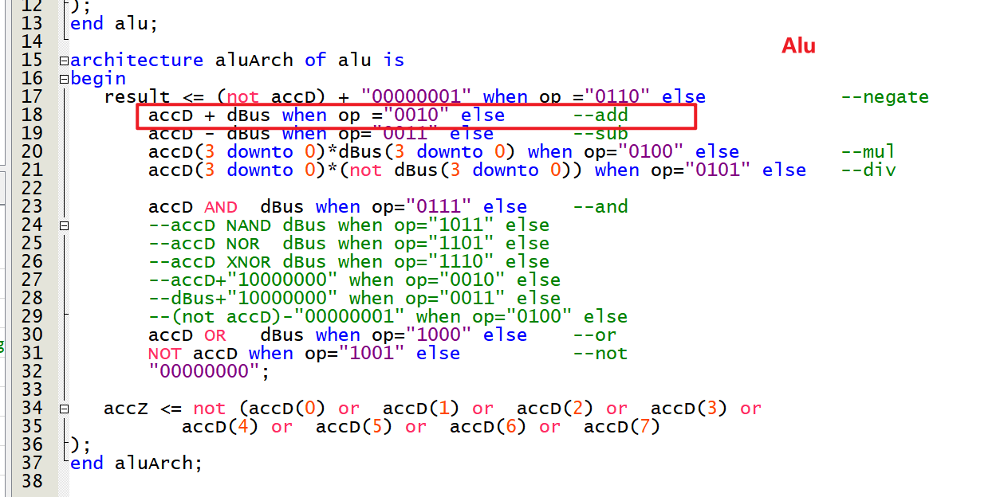 12 );
13 end alu;
14
Alu
15 architecture aluArch of alu is
16 begin
17 result <= (not accD) + "00000001" when op ="0110" else --negate
18 accD + dBus when op ="0010" else --add
19 accD - dBus when op="0011" else --sub
20 accD(3 downto 0)*dBus(3 downto 0) when op="0100" else --mul
21 accD(3 downto 0)*(not dBus(3 downto 0)) when op="0101" else --div
22
23 accD AND dBus when op="0111" else --and
24 --accD NAND dBus when op="1011" else
25 --accD NOR dBus when op="1101" else
26 --accD XNOR dBus when op="1110" else
27 --accD+"10000000" when op="0010" else
28 --dBus+"10000000" when op="0011" else
29 --(not accD)-"00000001" when op="0100" else
30 accD OR dBus when op="1000" else --or
31 NOT accD when op="1001" else --not
32 "00000000";
33
34 accZ <= not (accD(0) or accD(1) or accD(2) or accD(3) or
35 accD(4) or accD(5) or accD(6) or accD(7)
36 );
37 end aluArch;
38